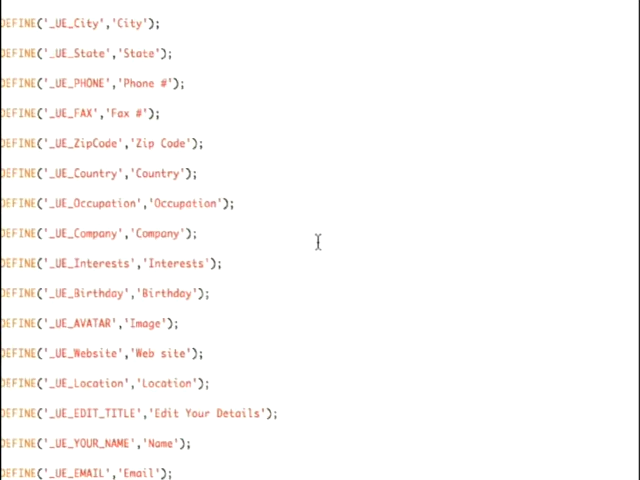 DEFINE('_UE_City','City');
DEFINE('_UE_State','State');
DEFINE('_UE_PHONE','Phone #');
DEFINE('_UE_FAX','Fax #');
DEFINE('_UE_ZipCode','Zip Code');
DEFINE('_UE_Country','Country');
DEFINE('_UE_Occupation','Occupation');
DEFINE('_UE_Company','Company');
DEFINE('_UE_Interests','Interests');
DEFINE('_UE_Birthday','Birthday');
DEFINE('_UE_AVATAR','Image');
DEFINE('_UE_Website','Web site');
DEFINE('_UE_Location','Location');
DEFINE('_UE_EDIT_TITLE','Edit Your Details');
DEFINE('_UE_YOUR_NAME','Name');
DEFINE('_UE_EMAIL','Email');